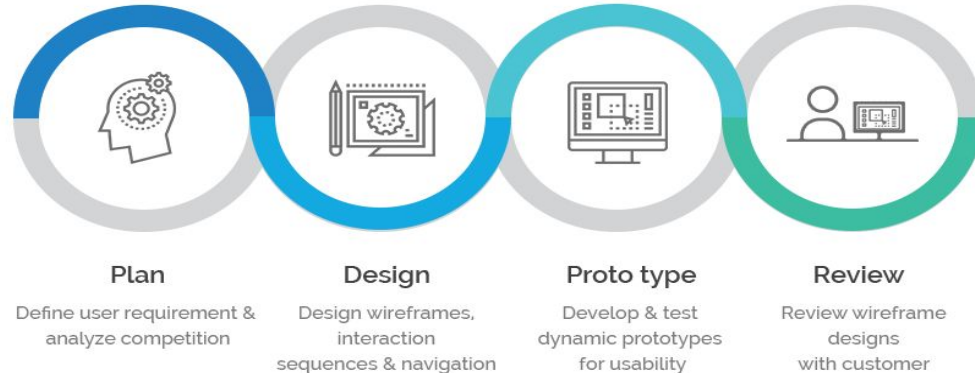 Plan
Define user requirement &
analyze competition
Design
Design wireframes,
interaction
sequences & navigation
Proto type
Develop & test
dynamic prototypes
for usability
Review
Review wireframe
designs
with customer